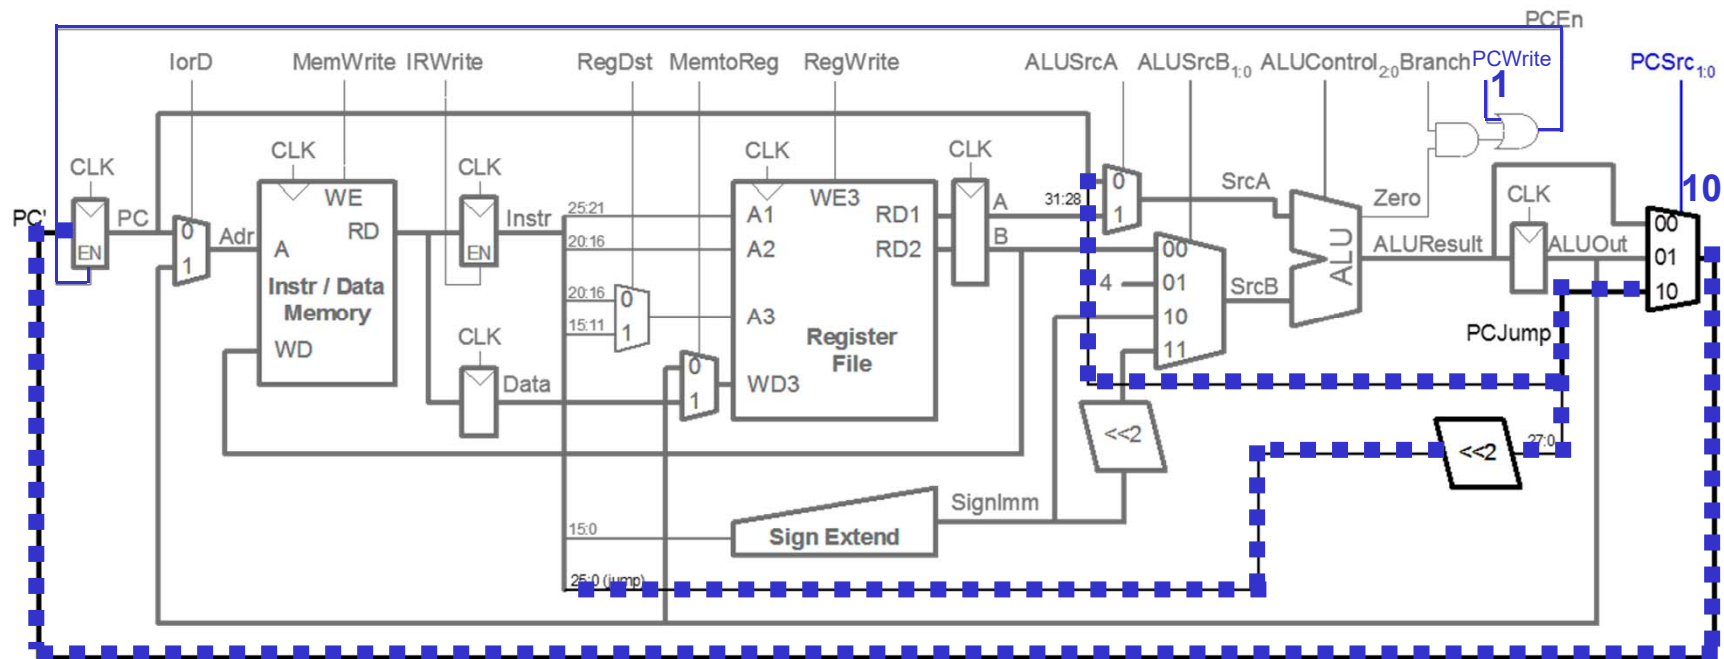 PCEn
IorD MemWrite IRWrite RegDst MemtoReg RegWrite ALUSrcA ALUSrcB1:0 ALUControl2:0 Branch PCWrite PCSrc1:0
1
CLK CLK CLK CLK CLK
WE WE3
PC' PC 0 1 Adr A RD EN Instr 25:21 A1 RD1 A 31:28 0 1 SrcA Zero CLK 10
EN
20:16 A2 RD2 B 00 ALU ALUResult ALUOut 00 01 10
Instr / Data
Memory
20:16 0 A3 4 01 SrcB
15:11 1 10 PCJump
WD Register
File
11
CLK
Data 0 1 WD3
<<2 <<2 27:0
SignImm
15:0 Sign Extend
25:0 (jump)